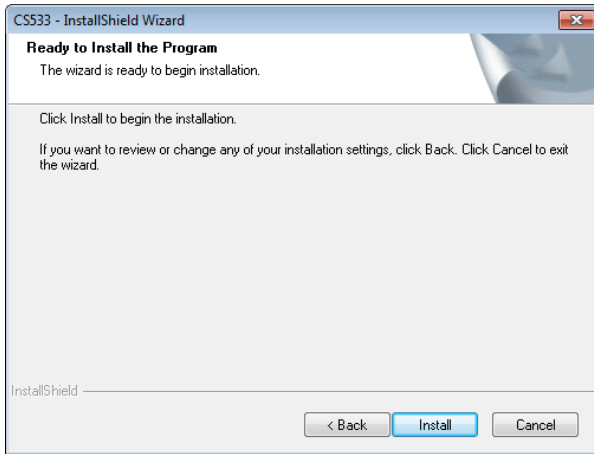 CS533 - InstallShield Wizard
Ready to Install the Program
The wizard is ready to begin installation.
Click Install to begin the installation.
If you want to review or change any of your installation settings, click Back. Click Cancel to exit
the wizard.
InstallShield
< Back Install Cancel